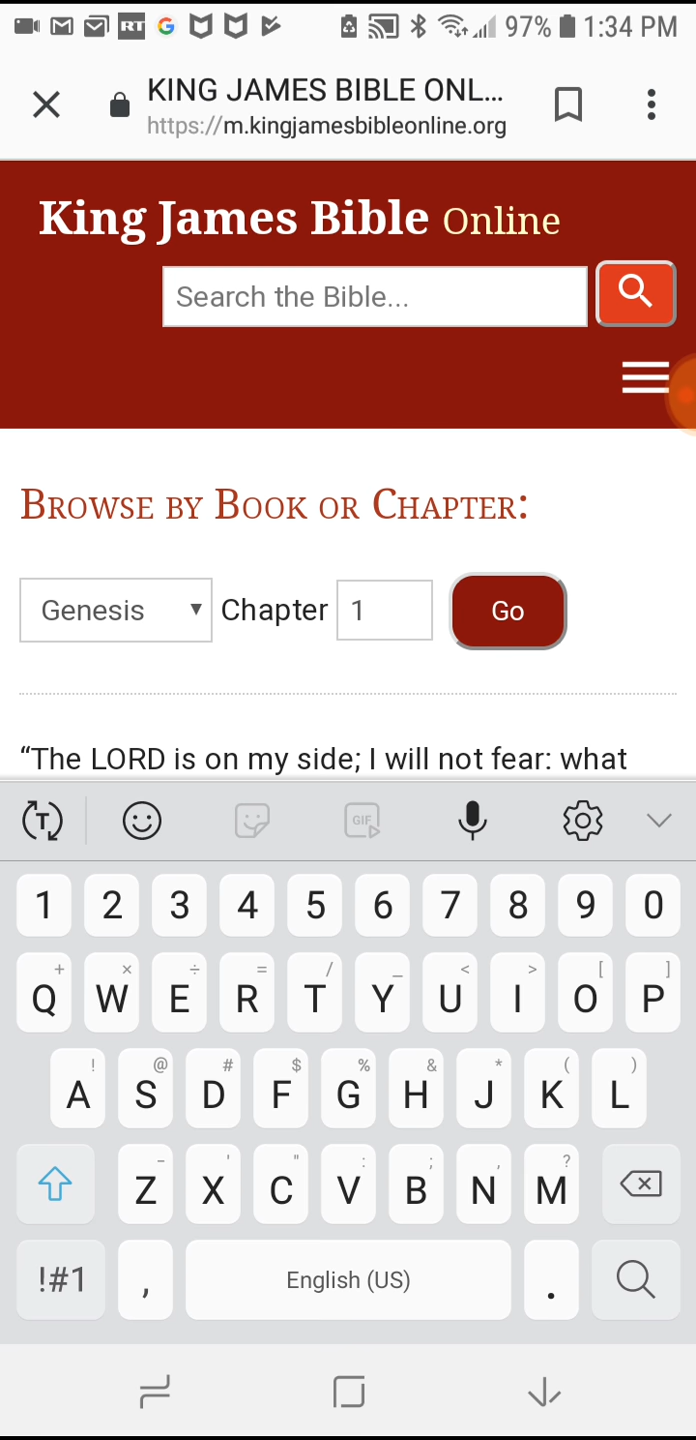 RT 97% 1:34 PM
KING JAMES BIBLE ONL...
https://m.kingjamesbibleonline.org
King James Bible Online
Search the Bible...
BROWSE BY BOOK OR CHAPTER:
Genesis ▼ Chapter 1 Go
“The LORD is on my side; I will not fear: what
T GIF
1 2 3 4 5 6 7 8 9 0
+ × ÷ = / _ < > [ ]
Q W E R T Y U I O P
! @ # $ % & * ( )
A S D F G H J K L
- ' " : ; , ?
Z X C V B N M
!#1 , English (US) .